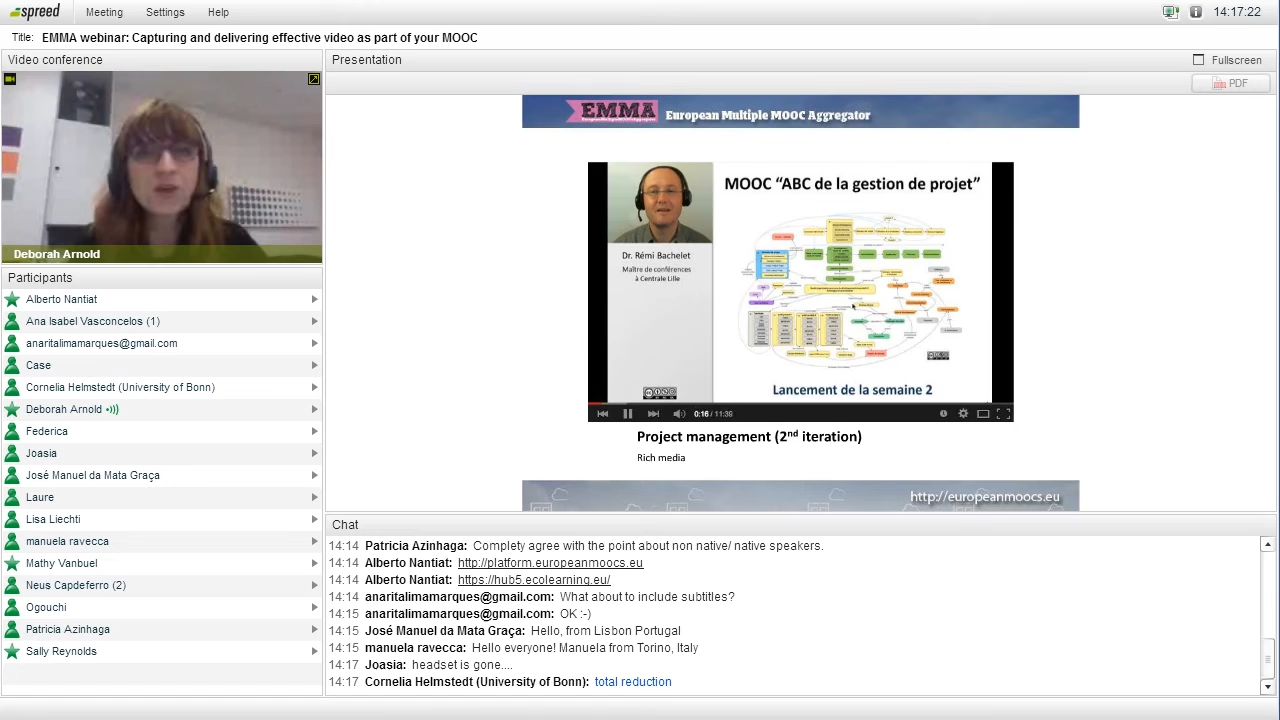 spreed Meeting Settings Help 14:17:22
Title: EMMA webinar: Capturing and delivering effective video as part of your MOOC
Video conference
Deborah Arnold
Participants
Alberto Nantiat
Ana Isabel Vasconcelos (1)
anaritalimamarques@gmail.com
Case
Cornelia Helmstedt (University of Bonn)
Deborah Arnold
Federica
Joasia
José Manuel da Mata Graça
Laure
Lisa Liechti
manuela ravecca
Mathy Vanbuel
Neus Capdeferro (2)
Ogouchi
Patricia Azinhaga
Sally Reynolds
Presentation Fullscreen
PDF
EMMA European Multiple MOOC Aggregator
MOOC “ABC de la gestion de projet”
Dr. Rémi Bachelet
Maître de conférences
à Centrale Lille
Lancement de la semaine 2
0:16 / 11:38
Project management (2nd iteration)
Rich media
http://europeanmoocs.eu
Chat
14:14 Patricia Azinhaga: Complety agree with the point about non native/ native speakers.
14:14 Alberto Nantiat: http://platform.europeanmoocs.eu
14:14 Alberto Nantiat: https://hub5.ecolearning.eu/
14:14 anaritalimamarques@gmail.com: What about to include subtitles?
14:15 anaritalimamarques@gmail.com: OK :-)
14:15 José Manuel da Mata Graça: Hello, from Lisbon Portugal
14:15 manuela ravecca: Hello everyone! Manuela from Torino, Italy
14:17 Joasia: headset is gone....
14:17 Cornelia Helmstedt (University of Bonn): total reduction